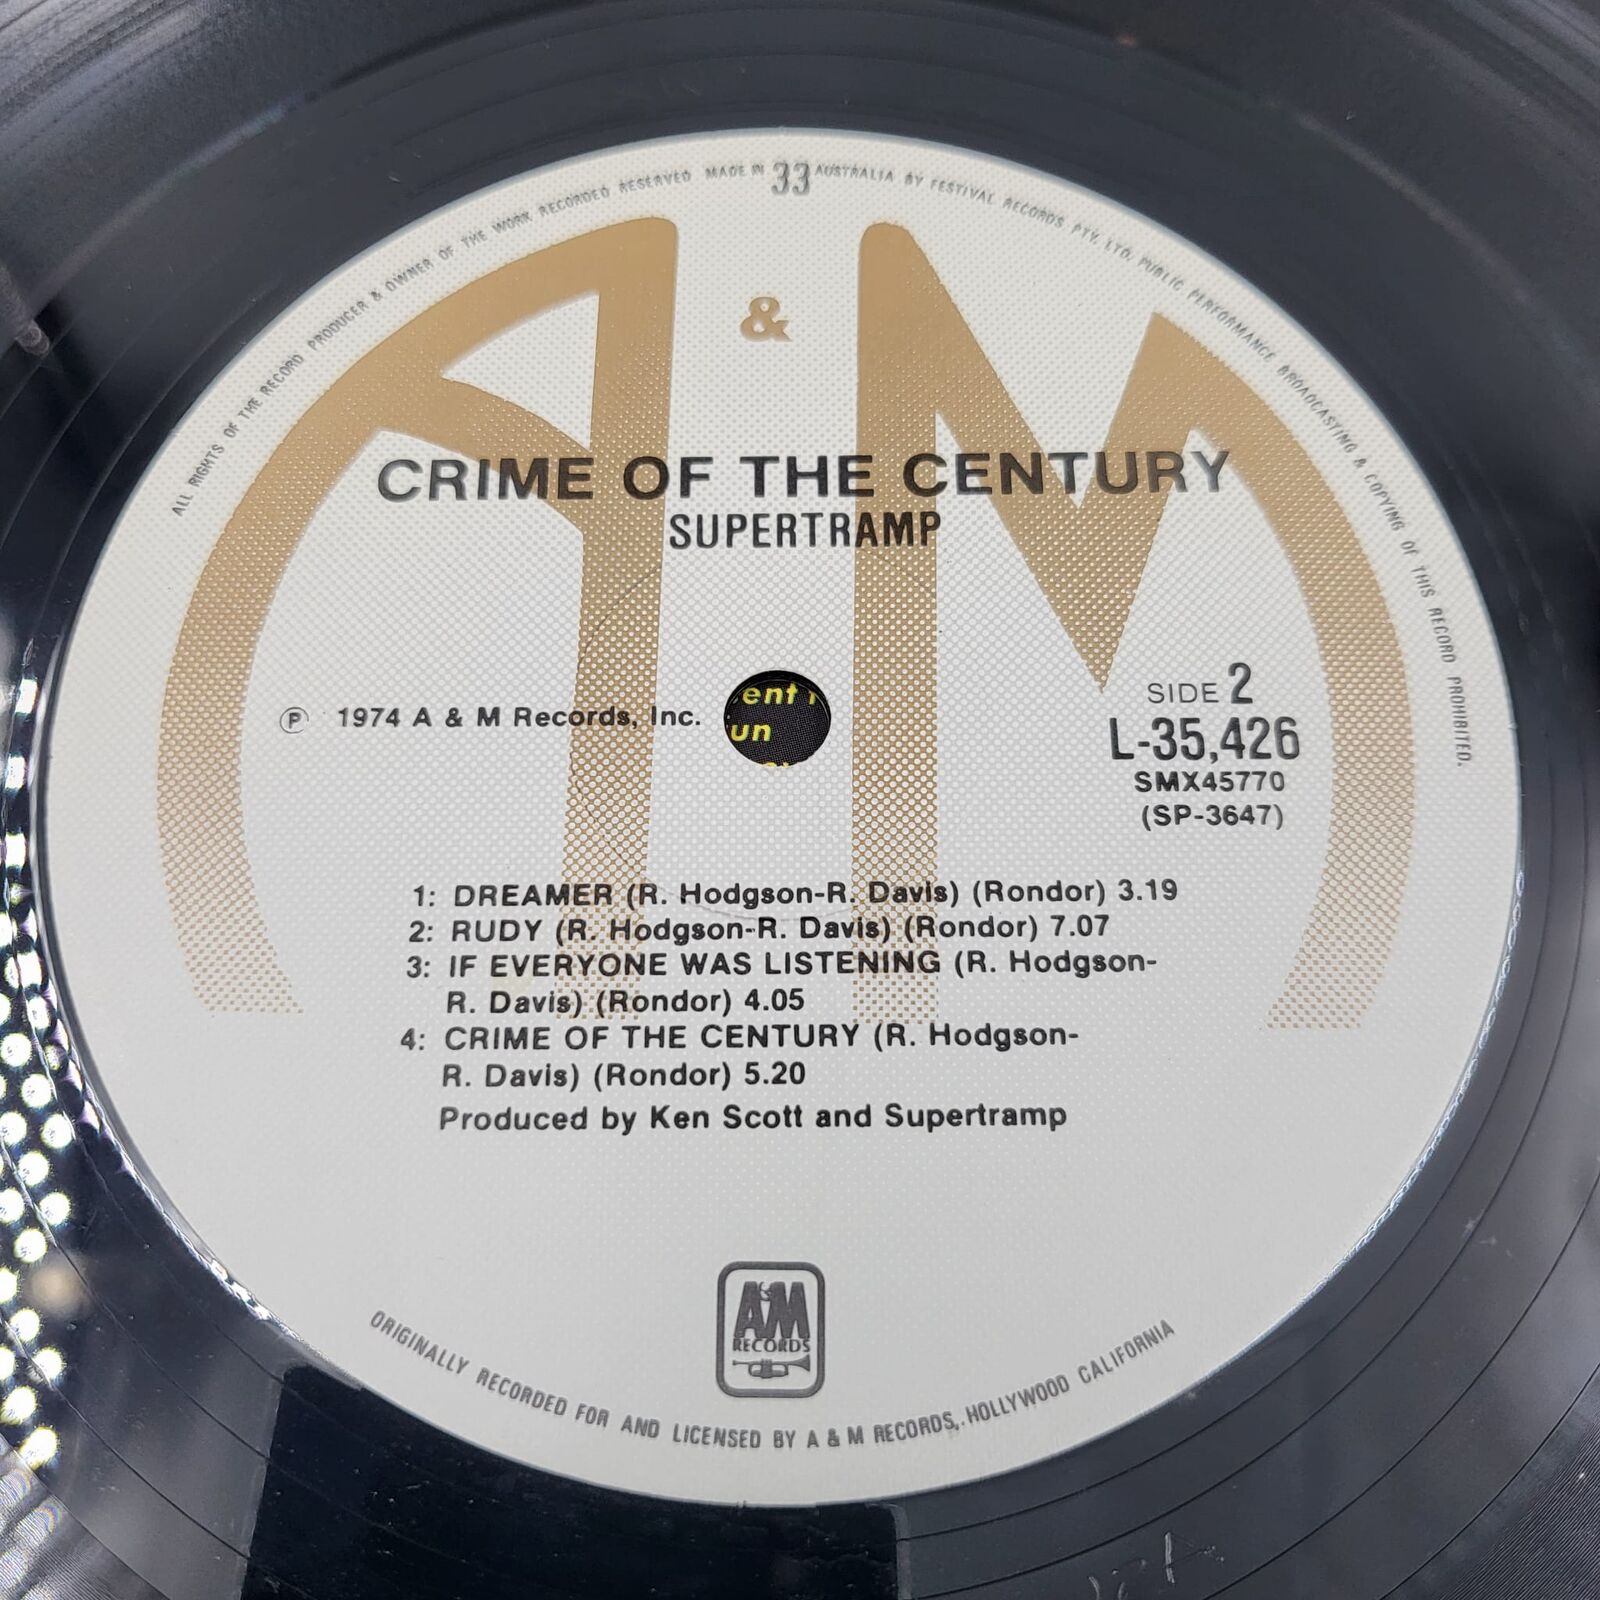 ALL RIGHTS OF THE RECORD PRODUCER & OWNER OF THE WORK RECORDED RESERVED MADE IN 33 AUSTRALIA BY FESTIVAL RECORDS PTY. LTD. PUBLIC PERFORMANCE BROADCASTING & COPYING OF THIS RECORD PROHIBITED.
A & M
CRIME OF THE CENTURY
SUPERTRAMP
℗ 1974 A & M Records, Inc.
ent
un
SIDE 2
L-35,426
SMX45770
(SP-3647)
1: DREAMER (R. Hodgson-R. Davis) (Rondor) 3.19
2: RUDY (R. Hodgson-R. Davis) (Rondor) 7.07
3: IF EVERYONE WAS LISTENING (R. Hodgson-
R. Davis) (Rondor) 4.05
4: CRIME OF THE CENTURY (R. Hodgson-
R. Davis) (Rondor) 5.20
Produced by Ken Scott and Supertramp
A&M
RECORDS
ORIGINALLY RECORDED FOR AND LICENSED BY A & M RECORDS, HOLLYWOOD CALIFORNIA